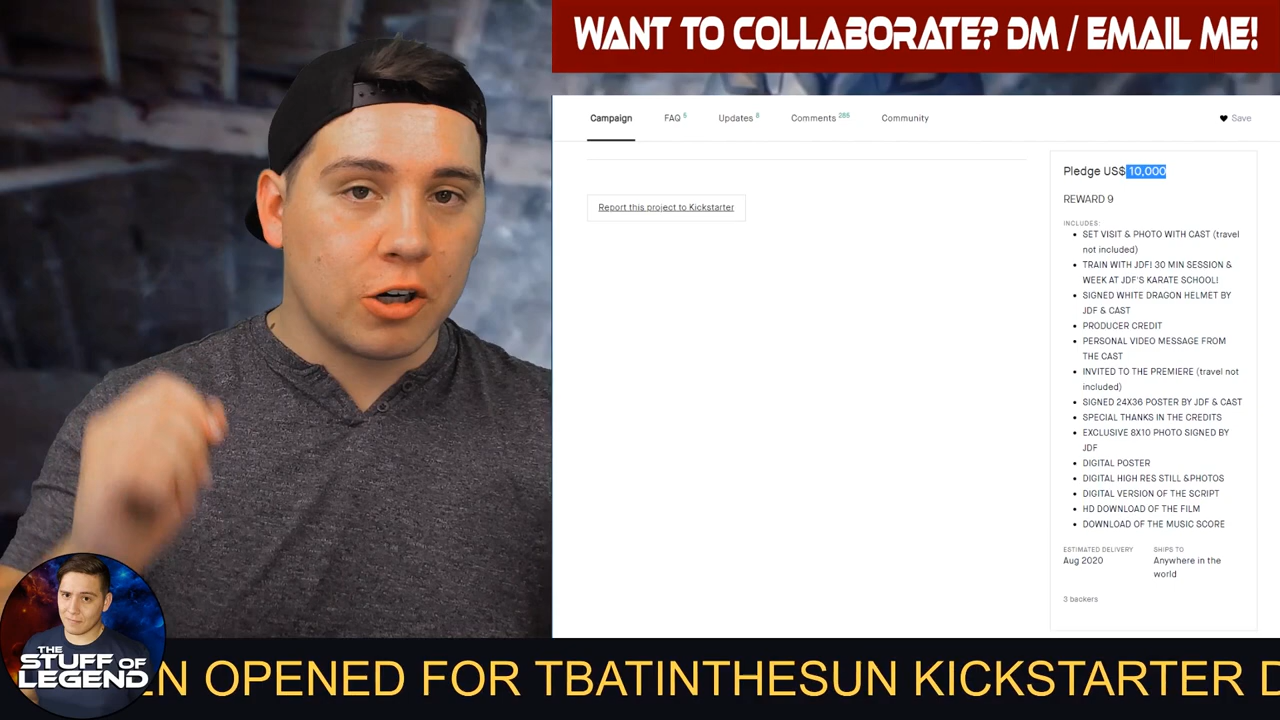 WANT TO COLLABORATE? DM / EMAIL ME!
Campaign
FAQ 5
Updates 8
Comments 286
Community
Save
Report this project to Kickstarter
Pledge US$ 10,000
REWARD 9
INCLUDES:
SET VISIT & PHOTO WITH CAST (travel
not included)
TRAIN WITH JDF! 30 MIN SESSION &
WEEK AT JDF'S KARATE SCHOOL!
SIGNED WHITE DRAGON HELMET BY
JDF & CAST
PRODUCER CREDIT
PERSONAL VIDEO MESSAGE FROM
THE CAST
INVITED TO THE PREMIERE (travel not
included)
SIGNED 24X36 POSTER BY JDF & CAST
SPECIAL THANKS IN THE CREDITS
EXCLUSIVE 8X10 PHOTO SIGNED BY
JDF
DIGITAL POSTER
DIGITAL HIGH RES STILL &PHOTOS
DIGITAL VERSION OF THE SCRIPT
HD DOWNLOAD OF THE FILM
DOWNLOAD OF THE MUSIC SCORE
ESTIMATED DELIVERY
Aug 2020
SHIPS TO
Anywhere in the
world
3 backers
THE
STUFF OF
LEGEND
N OPENED FOR TBATINTHESUN KICKSTARTER D